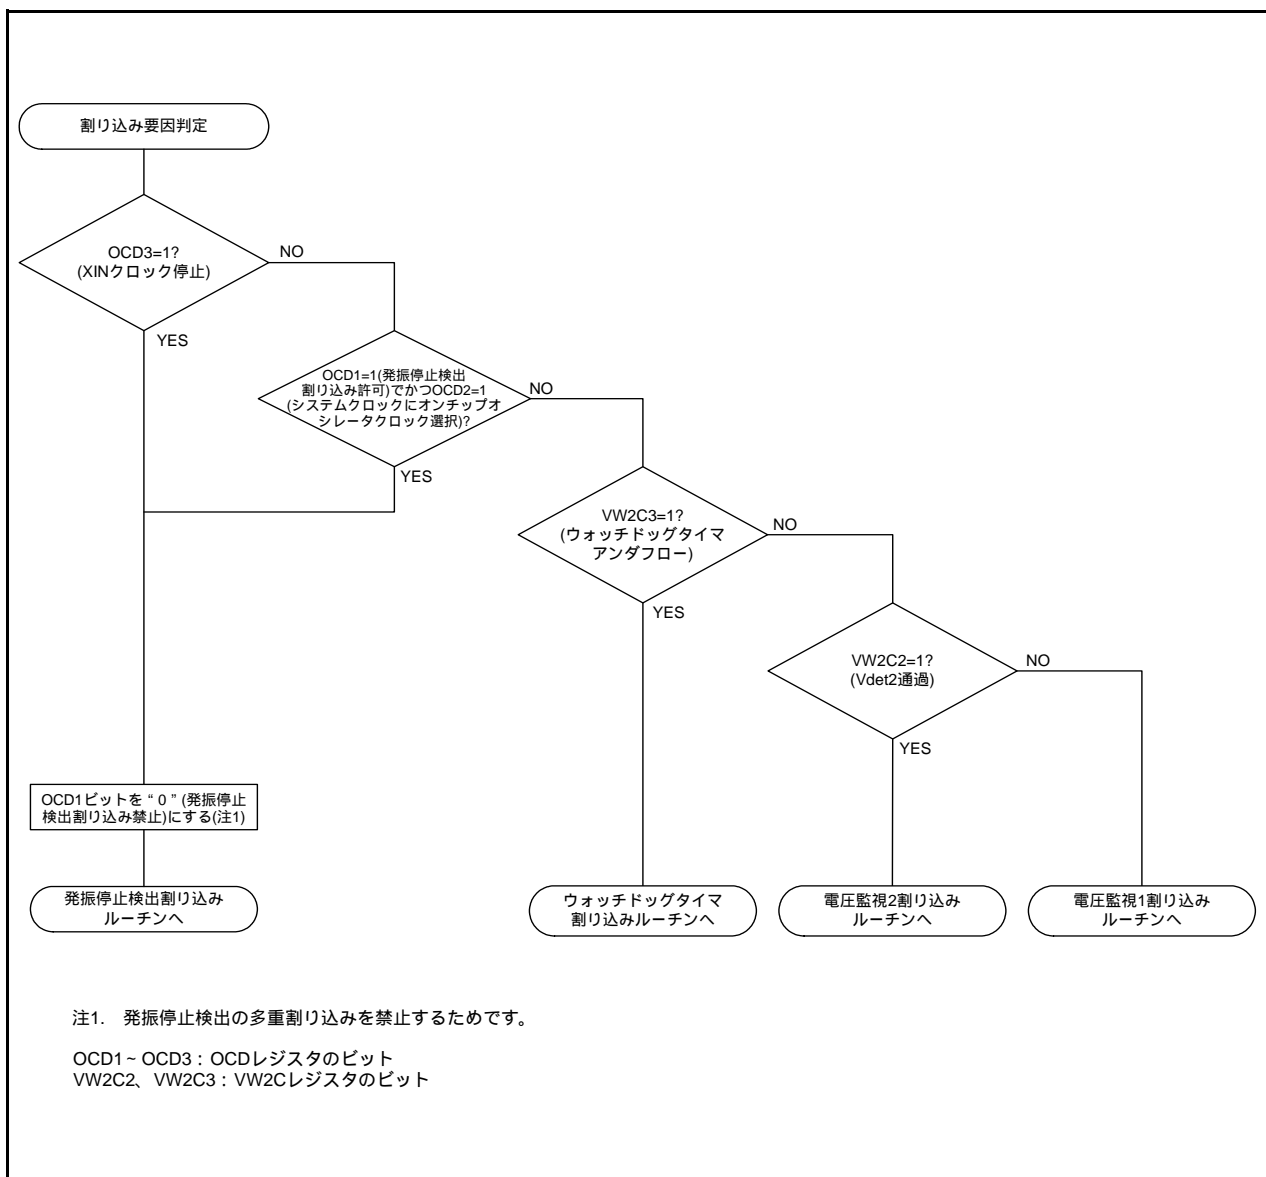 割り込み要因判定
OCD3=1?
(XINクロック停止)
NO
YES
OCD1=1(発振停止検出
割り込み許可)でかつOCD2=1
(システムクロックにオンチップオ
シレータクロック選択)?
NO
YES
VW2C3=1?
(ウォッチドッグタイマ
アンダフロー)
NO
YES
VW2C2=1?
(Vdet2通過)
NO
YES
OCD1ビットを“0”(発振停止
検出割り込み禁止)にする(注1)
発振停止検出割り込み
ルーチンへ
ウォッチドッグタイマ
割り込みルーチンへ
電圧監視2割り込み
ルーチンへ
電圧監視1割り込み
ルーチンへ
注1. 発振停止検出の多重割り込みを禁止するためです。
OCD1~OCD3:OCDレジスタのビット
VW2C2、VW2C3:VW2Cレジスタのビット